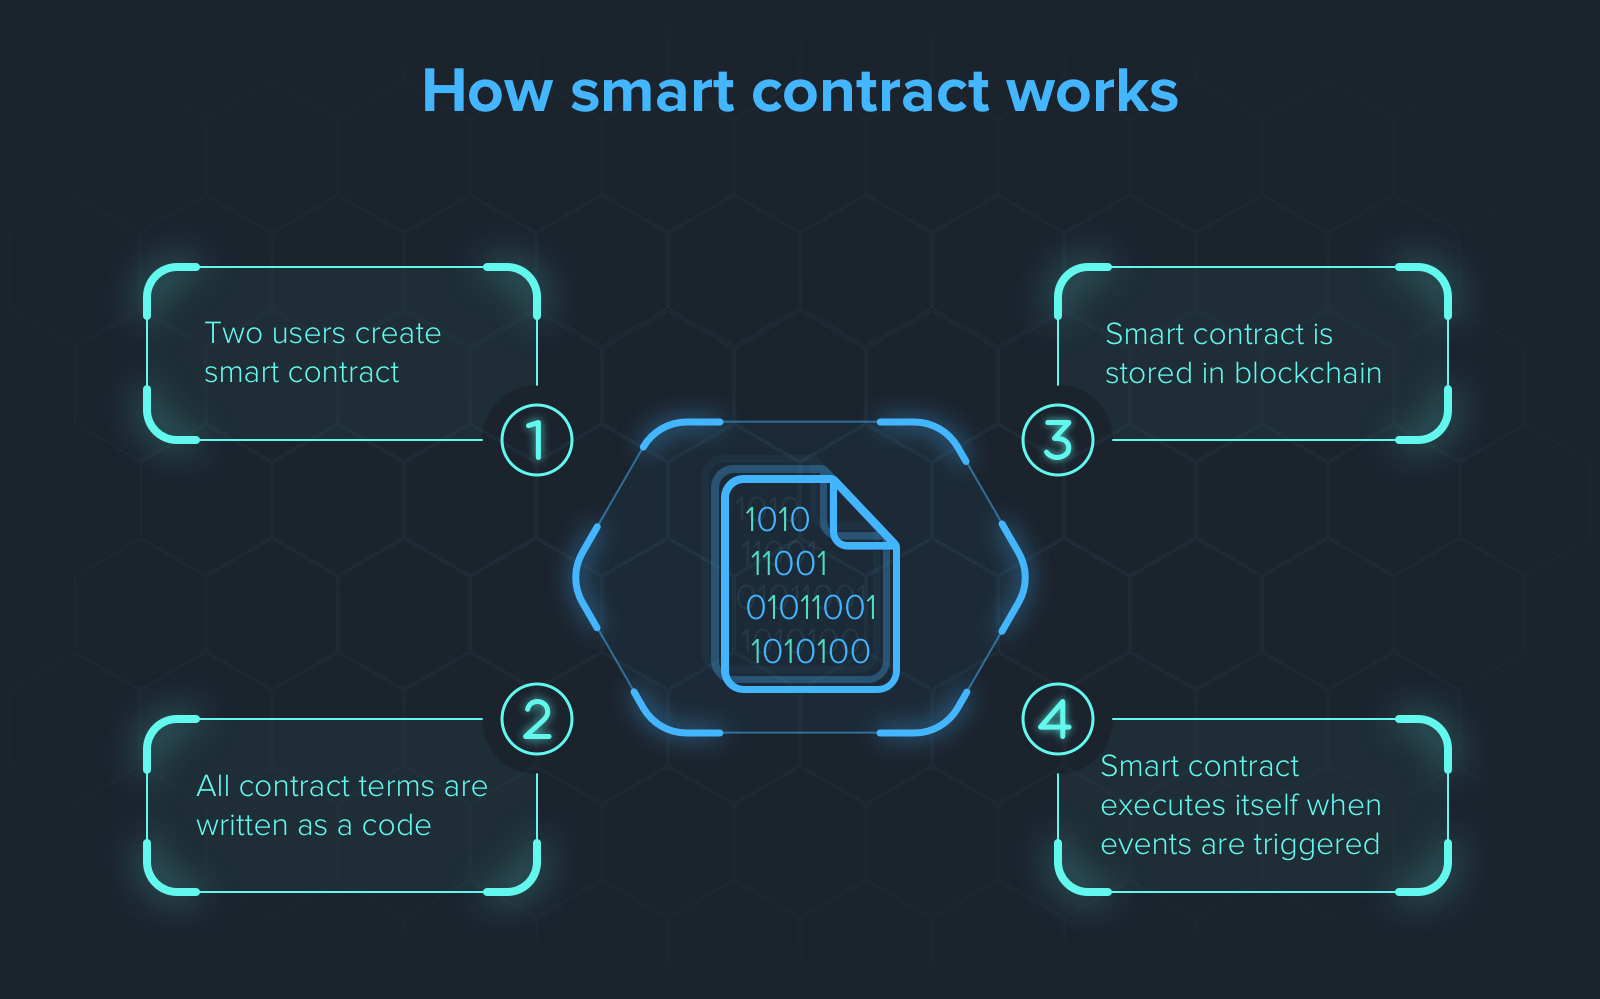 How smart contract works
Two users create
smart contract
1
2
All contract terms are
written as a code
1010
11001
01011001
1010100
Smart contract is
stored in blockchain
3
4
Smart contract
executes itself when
events are triggered